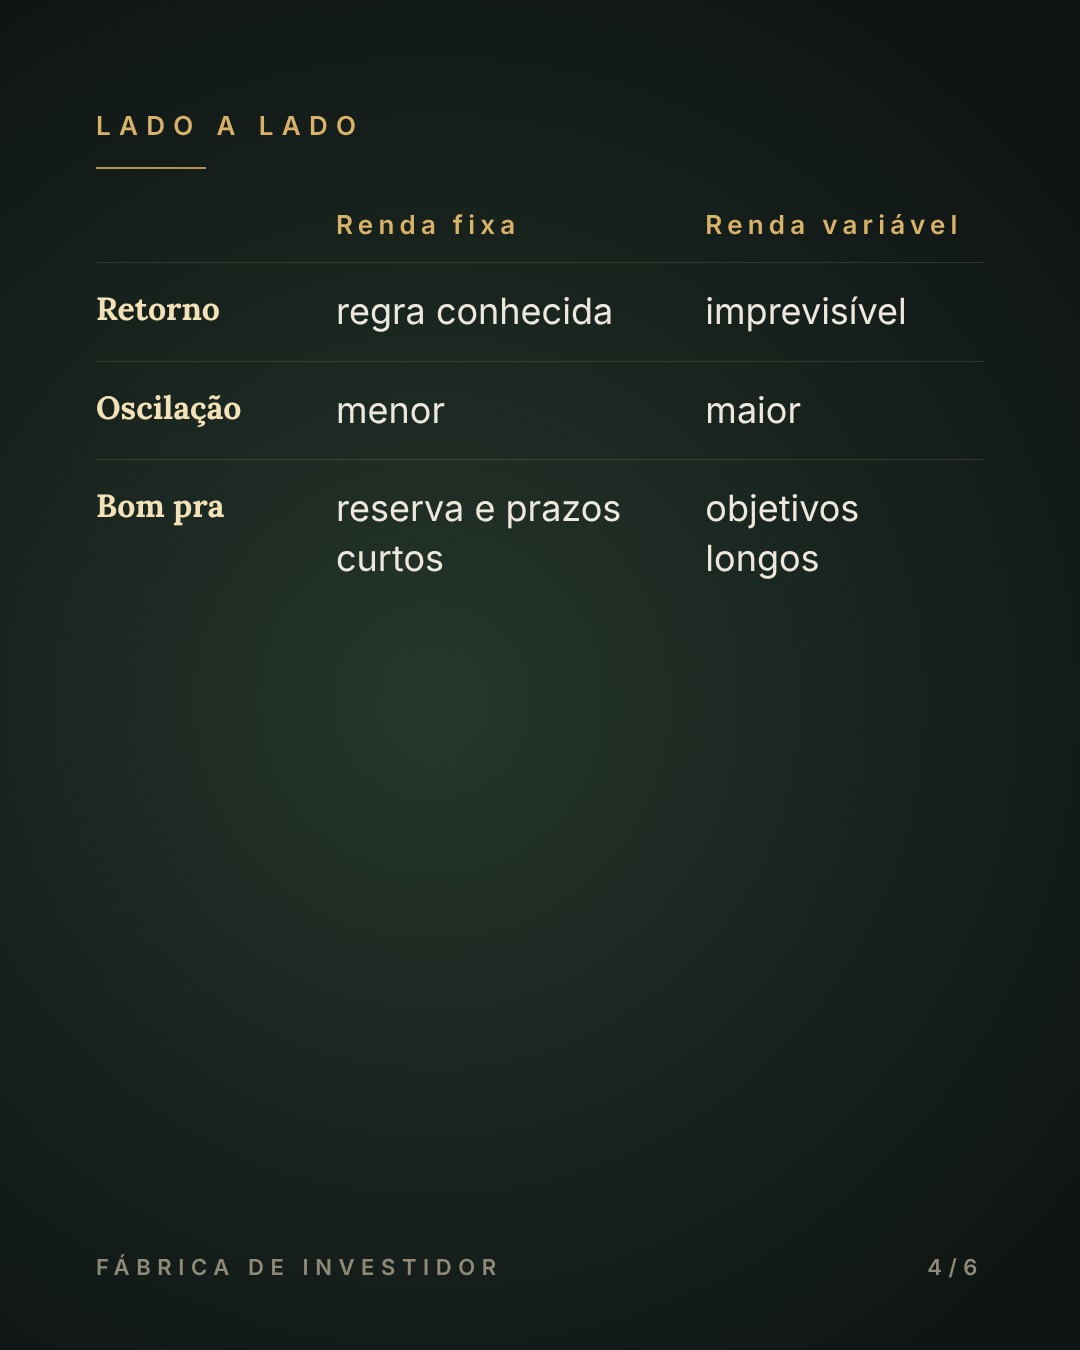 LADO A LADO
Renda fixa Renda variável
Retorno regra conhecida imprevisível
Oscilação menor maior
Bom pra reserva e prazos objetivos
curtos longos
FÁBRICA DE INVESTIDOR 4/6